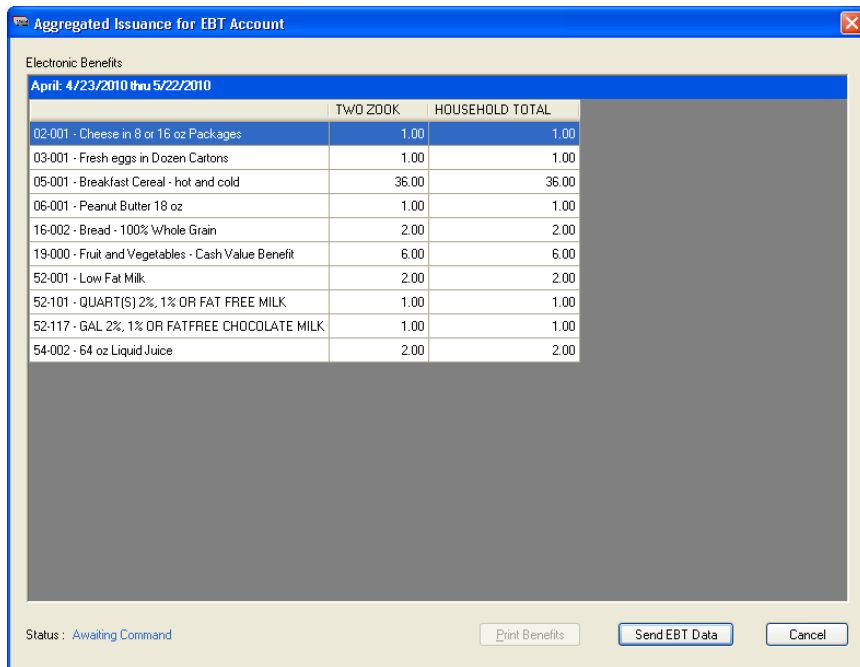 Aggregated Issuance for EBT Account
Electronic Benefits
April: 4/23/2010 thru 5/22/2010
TWO ZOOK HOUSEHOLD TOTAL
02-001 - Cheese in 8 or 16 oz Packages 1.00 1.00
03-001 - Fresh eggs in Dozen Cartons 1.00 1.00
05-001 - Breakfast Cereal - hot and cold 36.00 36.00
06-001 - Peanut Butter 18 oz 1.00 1.00
16-002 - Bread - 100% Whole Grain 2.00 2.00
19-000 - Fruit and Vegetables - Cash Value Benefit 6.00 6.00
52-001 - Low Fat Milk 2.00 2.00
52-101 - QUART(S) 2%, 1% OR FAT FREE MILK 1.00 1.00
52-117 - GAL 2%, 1% OR FATFREE CHOCOLATE MILK 1.00 1.00
54-002 - 64 oz Liquid Juice 2.00 2.00
Status : Awaiting Command Print Benefits Send EBT Data Cancel